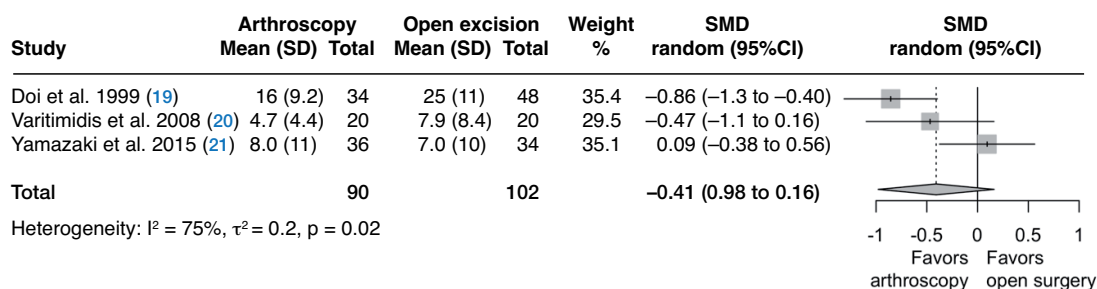 Arthroscopy Open excision Weight SMD SMD
Study Mean (SD) Total Mean (SD) Total % random (95%CI) random (95%CI)
Doi et al. 1999 (19) 16 (9.2) 34 25 (11) 48 35.4 –0.86 (–1.3 to –0.40)
Varitimidis et al. 2008 (20) 4.7 (4.4) 20 7.9 (8.4) 20 29.5 –0.47 (–1.1 to 0.16)
Yamazaki et al. 2015 (21) 8.0 (11) 36 7.0 (10) 34 35.1 0.09 (–0.38 to 0.56)
Total 90 102 –0.41 (0.98 to 0.16)
Heterogeneity: I² = 75%, τ² = 0.2, p = 0.02
-1 -0.5 0 0.5 1
Favors Favors
arthroscopy open surgery